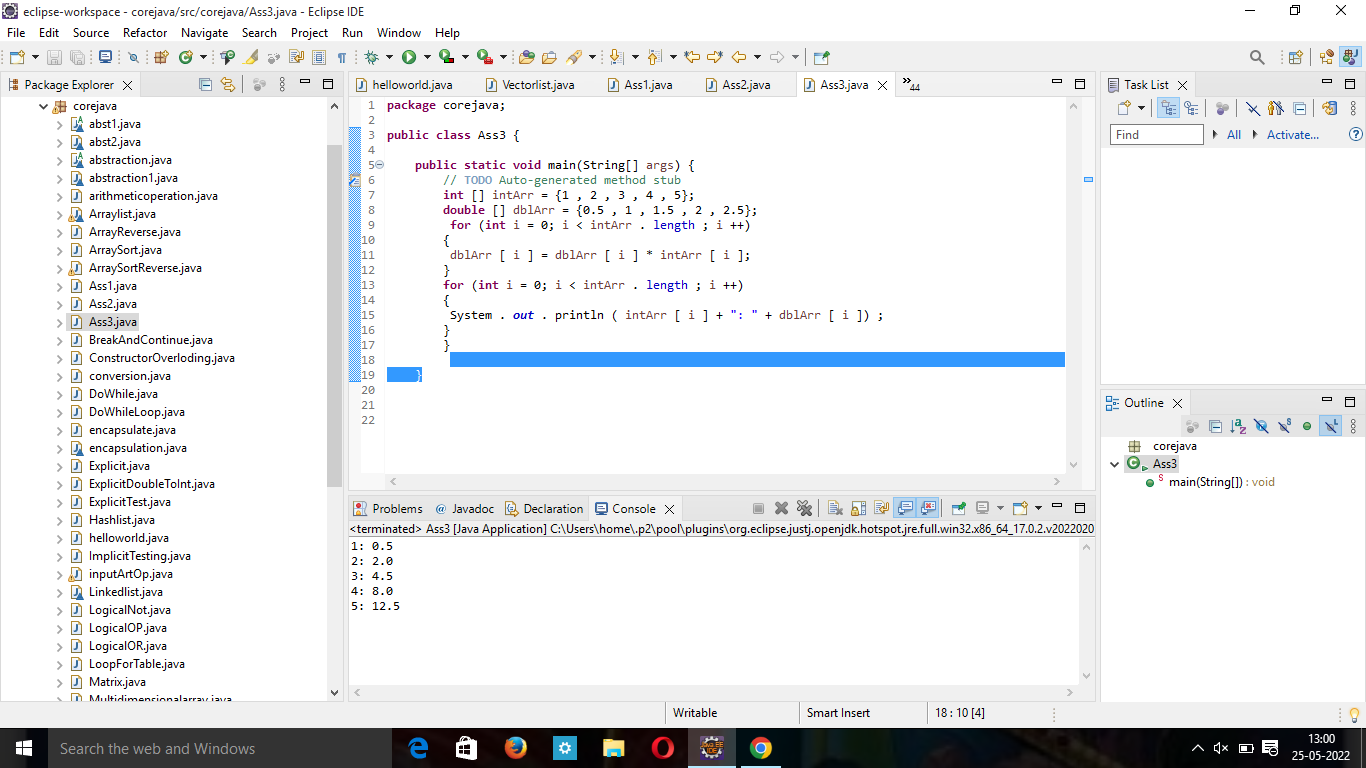 eclipse-workspace - corejava/src/corejava/Ass3.java - Eclipse IDE
File Edit Source Refactor Navigate Search Project Run Window Help
Package Explorer
corejava
abst1.java
abst2.java
abstraction.java
abstraction1.java
arithmeticoperation.java
Arraylist.java
ArrayReverse.java
ArraySort.java
ArraySortReverse.java
Ass1.java
Ass2.java
Ass3.java
BreakAndContinue.java
ConstructorOverloding.java
conversion.java
DoWhile.java
DoWhileLoop.java
encapsulate.java
encapsulation.java
Explicit.java
ExplicitDoubleToInt.java
ExplicitTest.java
Hashlist.java
helloworld.java
ImplicitTesting.java
inputArtOp.java
Linkedlist.java
LogicalNot.java
LogicalOP.java
LogicalOR.java
LoopForTable.java
Matrix.java
Multidimensionalarray.java
helloworld.java Vectorlist.java Ass1.java Ass2.java Ass3.java »44
1 package corejava;
2
3 public class Ass3 {
4
5 public static void main(String[] args) {
6 // TODO Auto-generated method stub
7 int [] intArr = {1 , 2 , 3 , 4 , 5};
8 double [] dblArr = {0.5 , 1 , 1.5 , 2 , 2.5};
9 for (int i = 0; i < intArr . length ; i ++)
10 {
11 dblArr [ i ] = dblArr [ i ] * intArr [ i ];
12 }
13 for (int i = 0; i < intArr . length ; i ++)
14 {
15 System . out . println ( intArr [ i ] + ": " + dblArr [ i ]) ;
16 }
17 }
18
19 }
20
21
22
Problems @ Javadoc Declaration Console
<terminated> Ass3 [Java Application] C:\Users\home\.p2\pool\plugins\org.eclipse.justj.openjdk.hotspot.jre.full.win32.x86_64_17.0.2.v2022020
1: 0.5
2: 2.0
3: 4.5
4: 8.0
5: 12.5
Task List
Find All Activate...
Outline
corejava
Ass3
main(String[]) : void
Writable Smart Insert 18 : 10 [4]
Search the web and Windows
13:00
25-05-2022